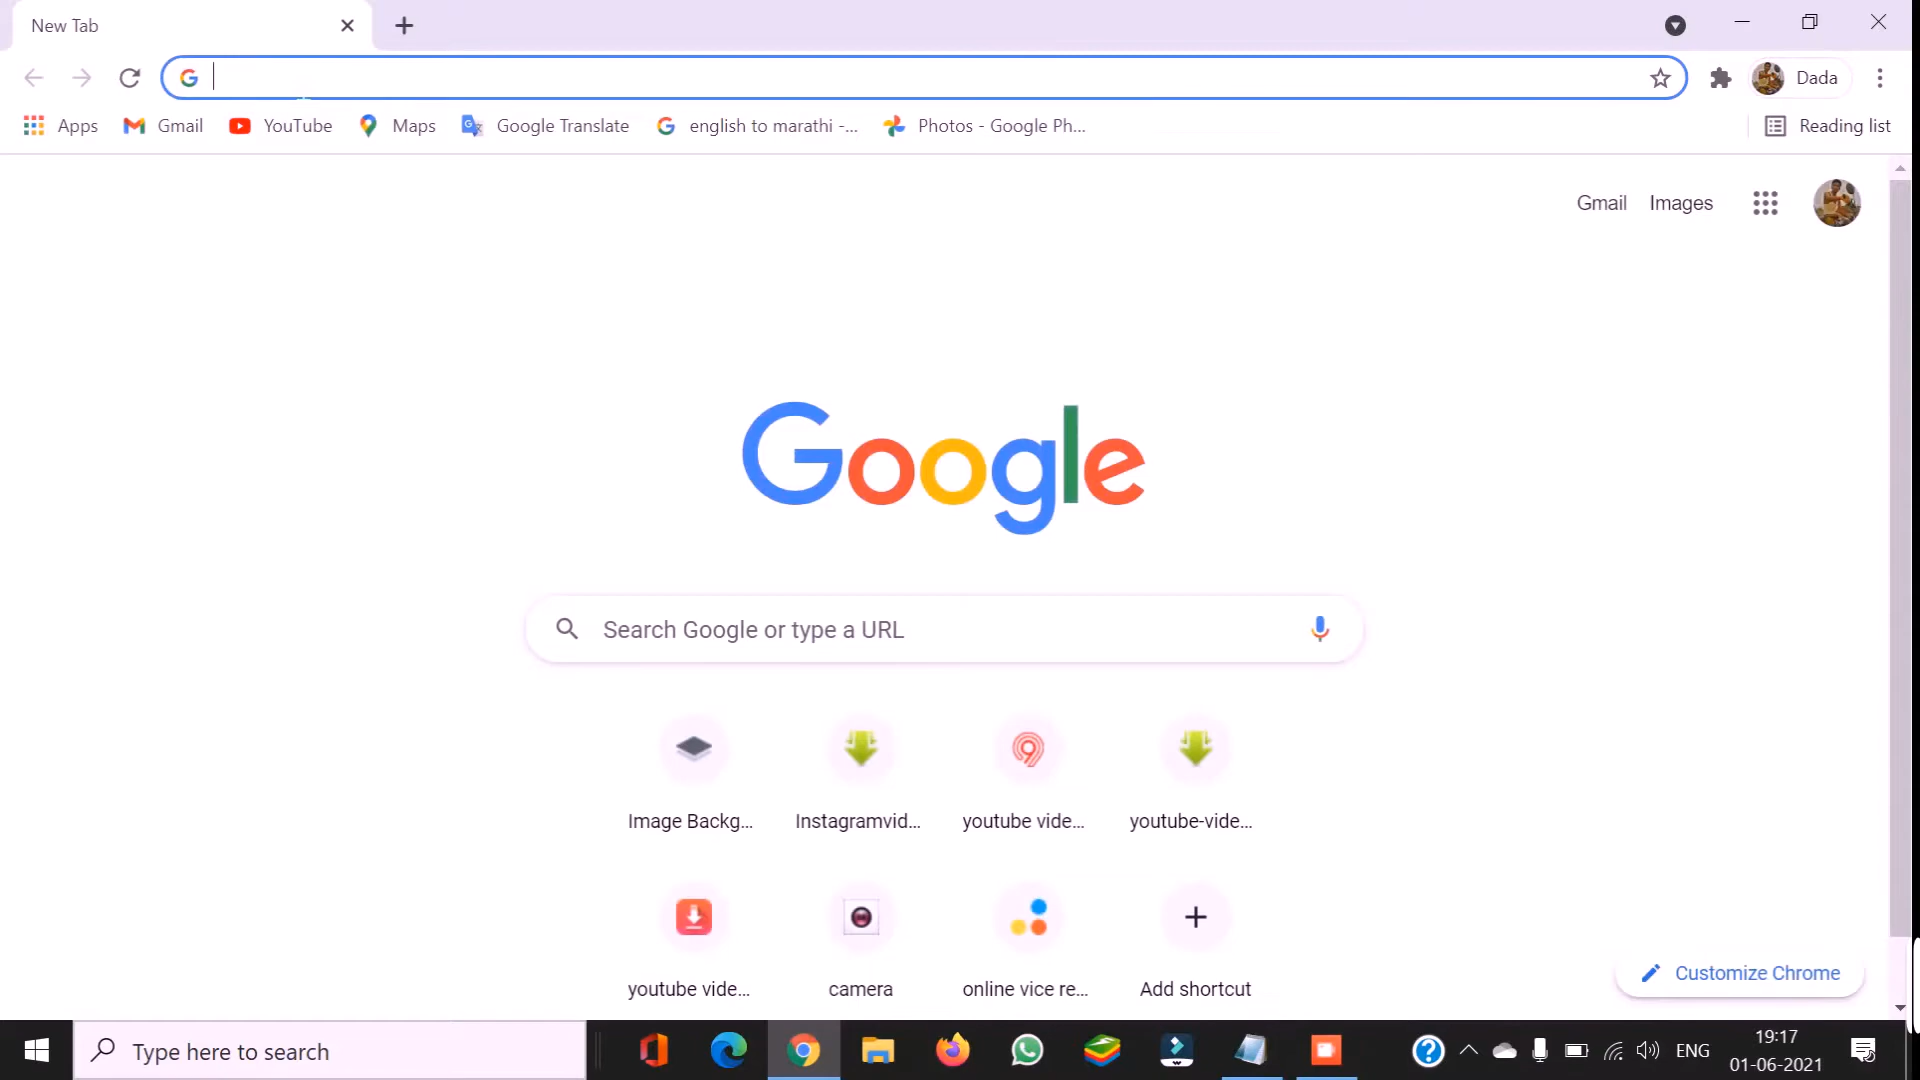 New Tab
Dada
Apps
Gmail
YouTube
Maps
Google Translate
english to marathi -...
Photos - Google Ph...
Reading list
Gmail Images
Google
Search Google or type a URL
Image Backg...
Instagramvid...
youtube vide...
youtube-vide...
youtube vide...
camera
online vice re...
Add shortcut
Customize Chrome
Type here to search
ENG
19:17
01-06-2021